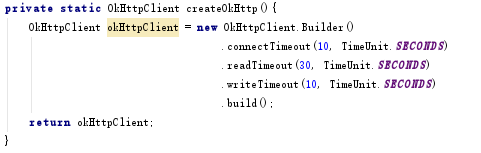 private static OkHttpClient createOkHttp(){
    OkHttpClient okHttpClient = new OkHttpClient.Builder()
            .connectTimeout(10, TimeUnit.SECONDS)
            .readTimeout(30, TimeUnit.SECONDS)
            .writeTimeout(10, TimeUnit.SECONDS)
            .build();
    return okHttpClient;
}